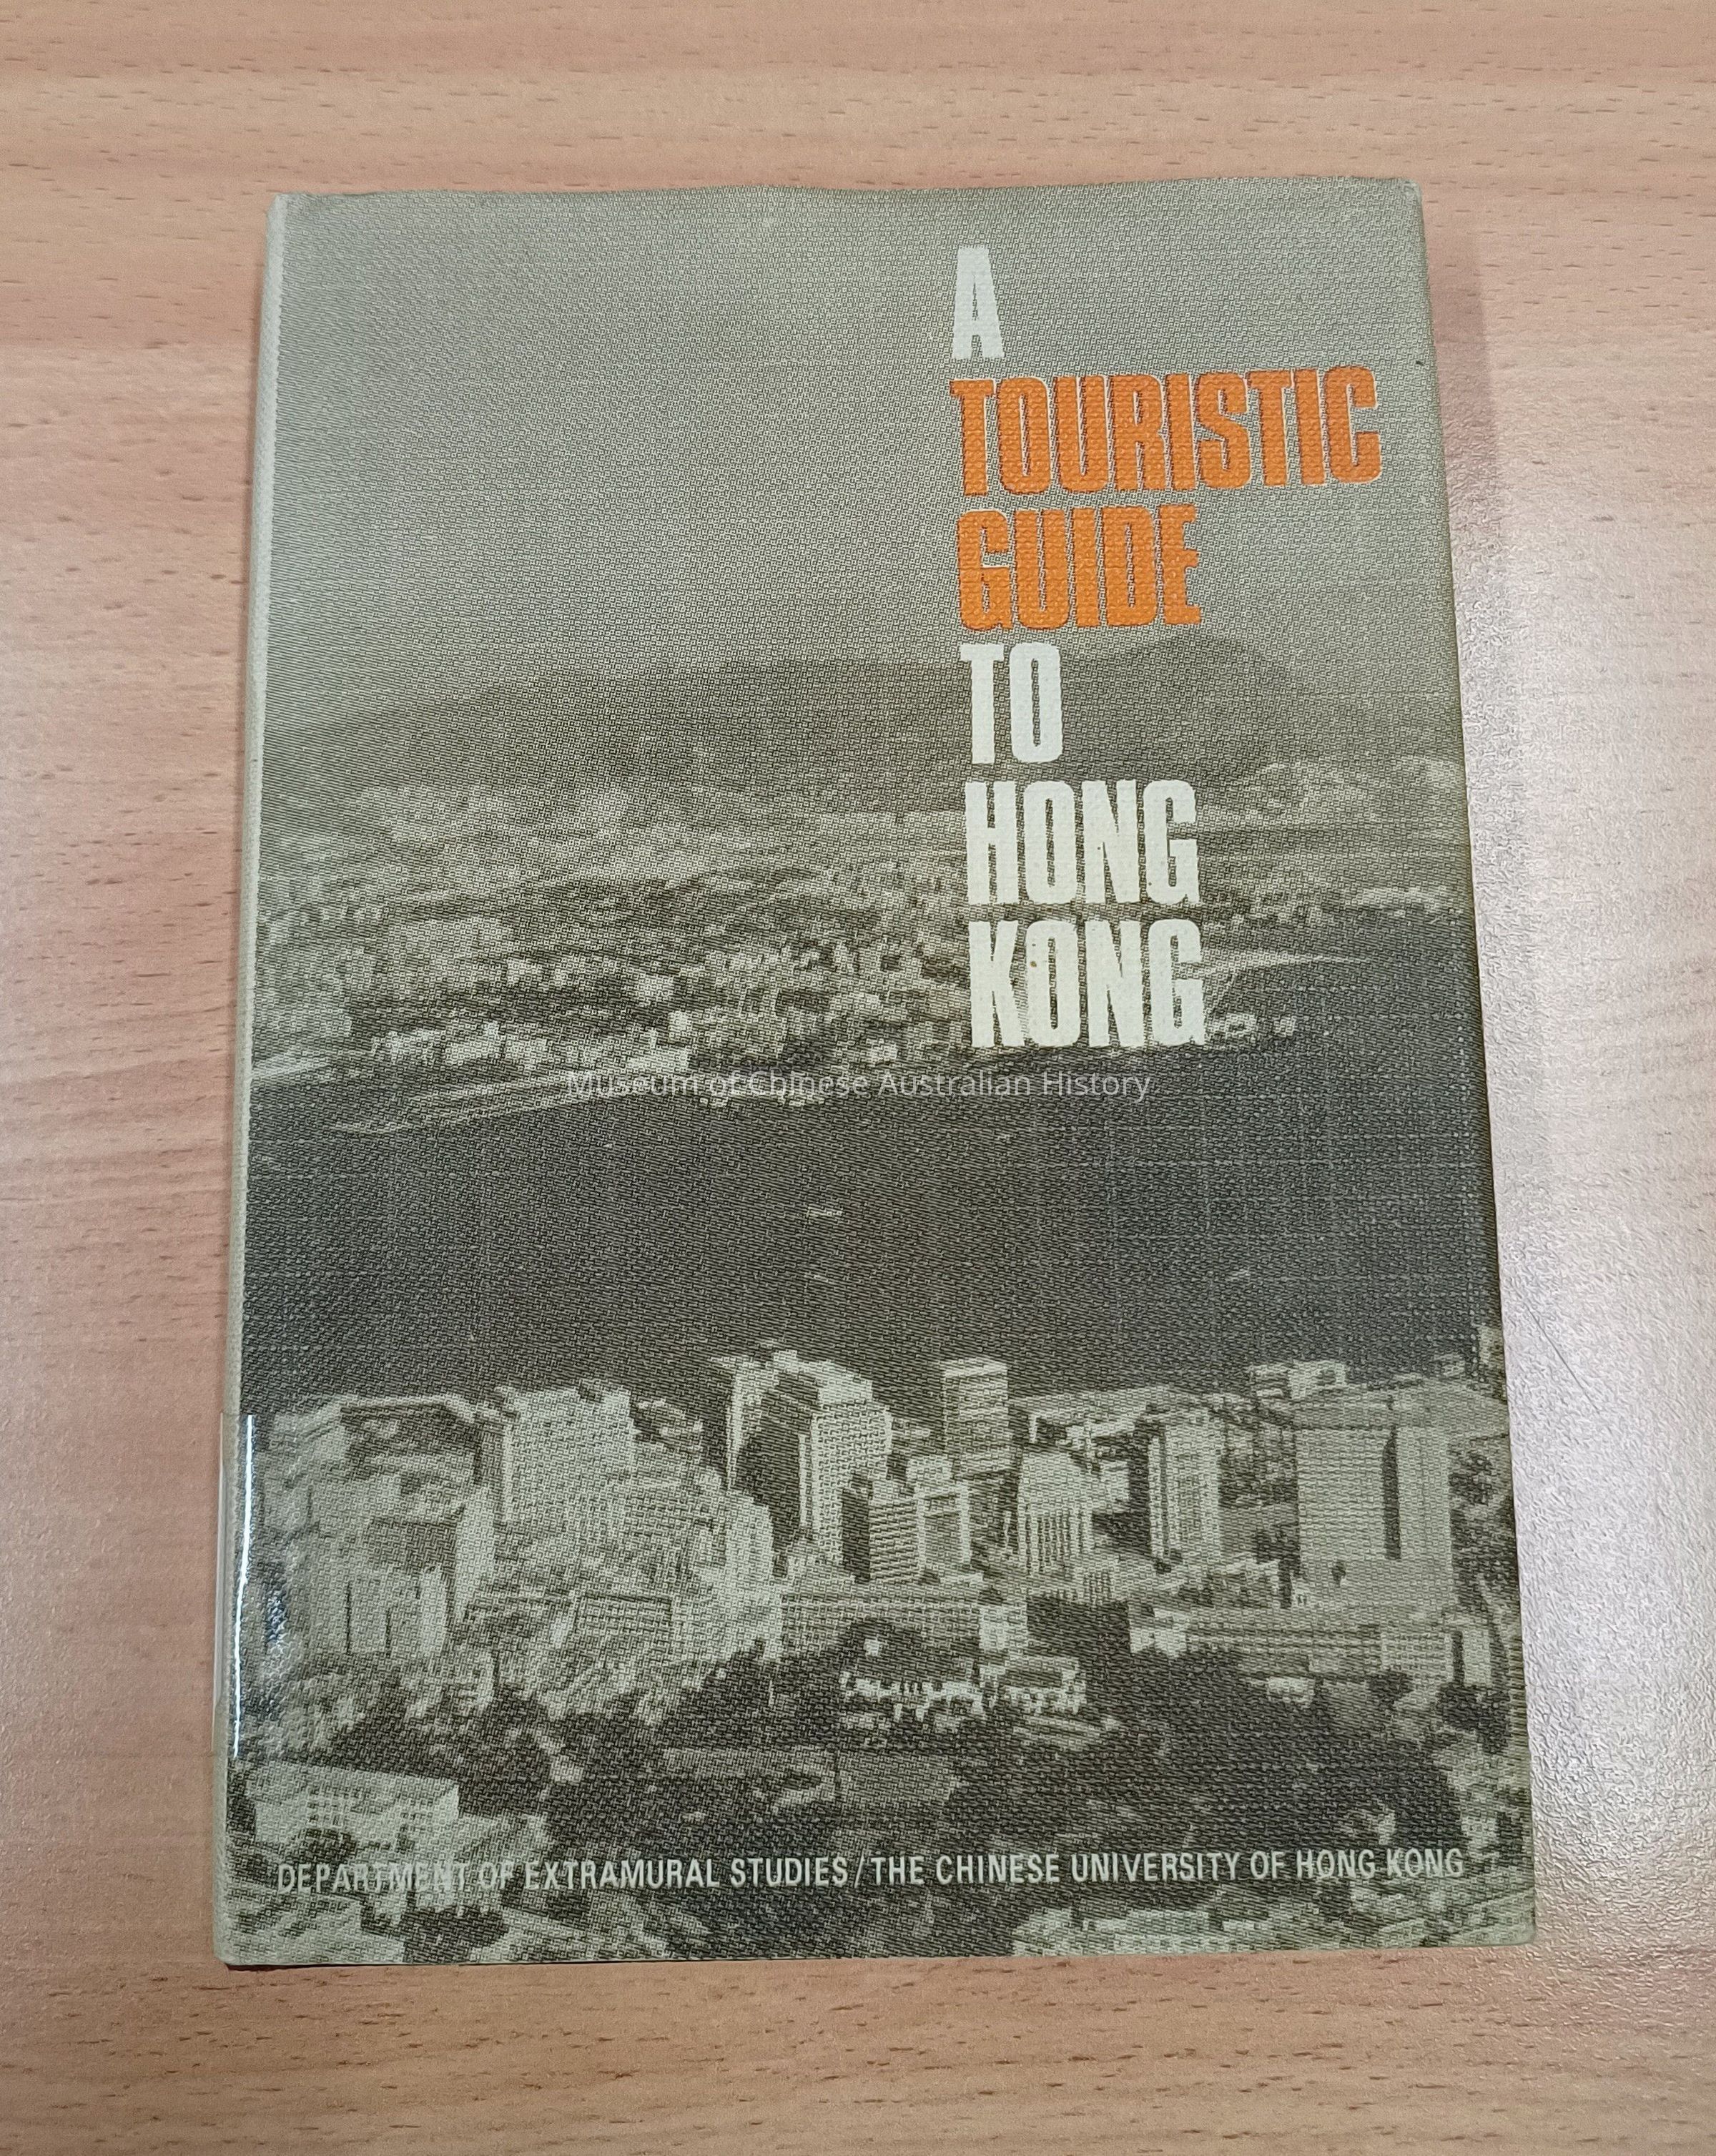 A
TOURISTIC
GUIDE
TO
HONG
KONG
Museum of Chinese Australian History
DEPARTMENT OF EXTRAMURAL STUDIES / THE CHINESE UNIVERSITY OF HONG KONG